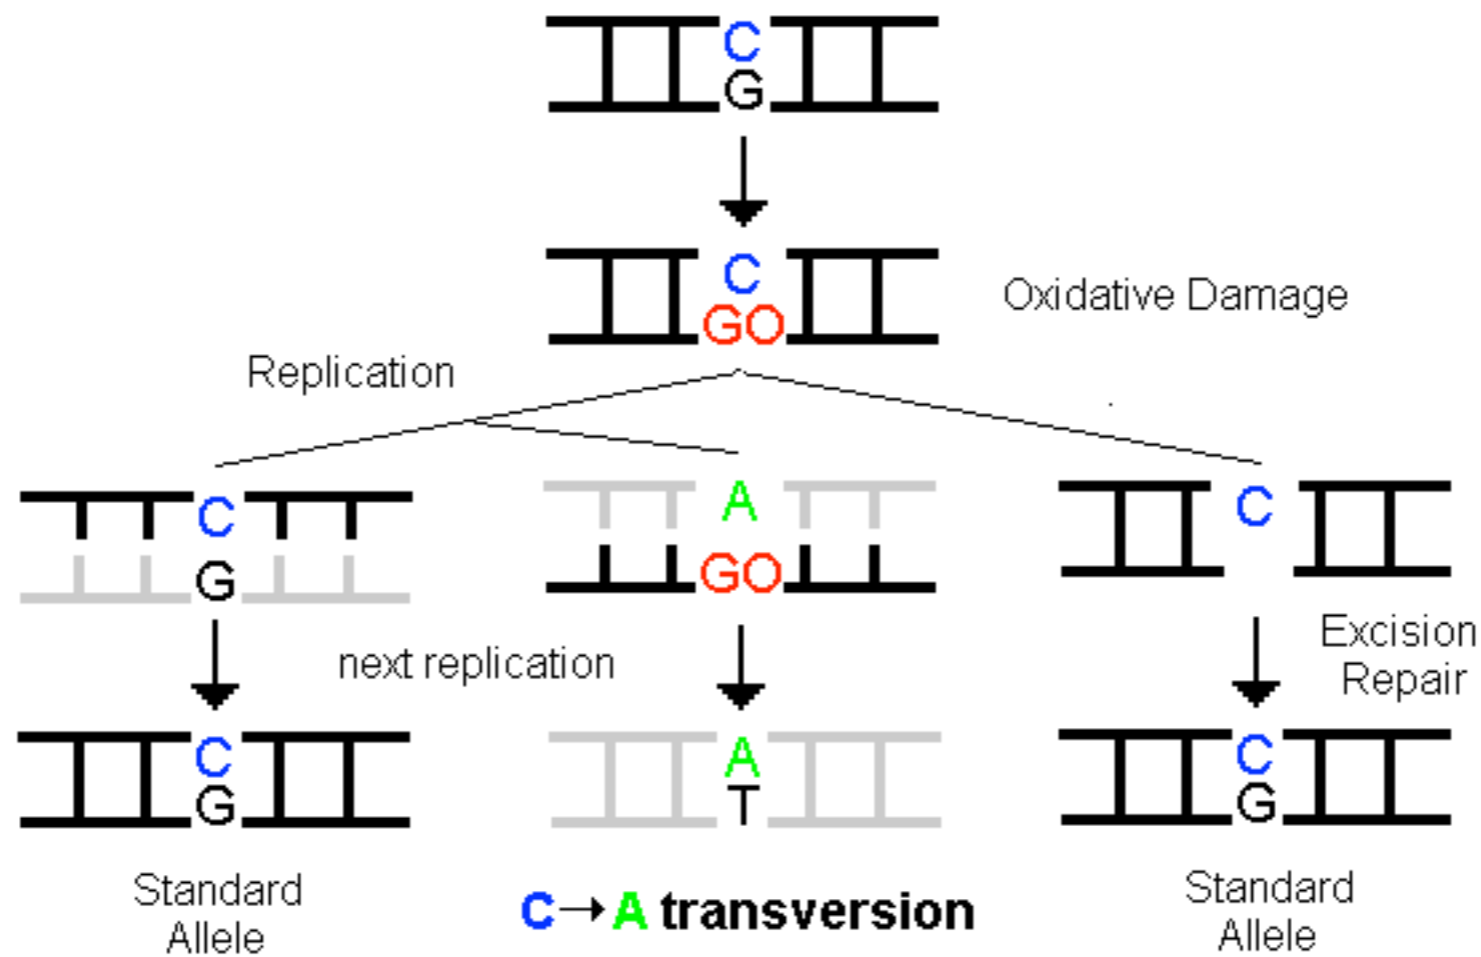 C
G
C
GO
Oxidative Damage
Replication
C
G
A
GO
C
next replication
Excision
Repair
C
G
A
T
C
G
Standard
Allele
C→A transversion
Standard
Allele